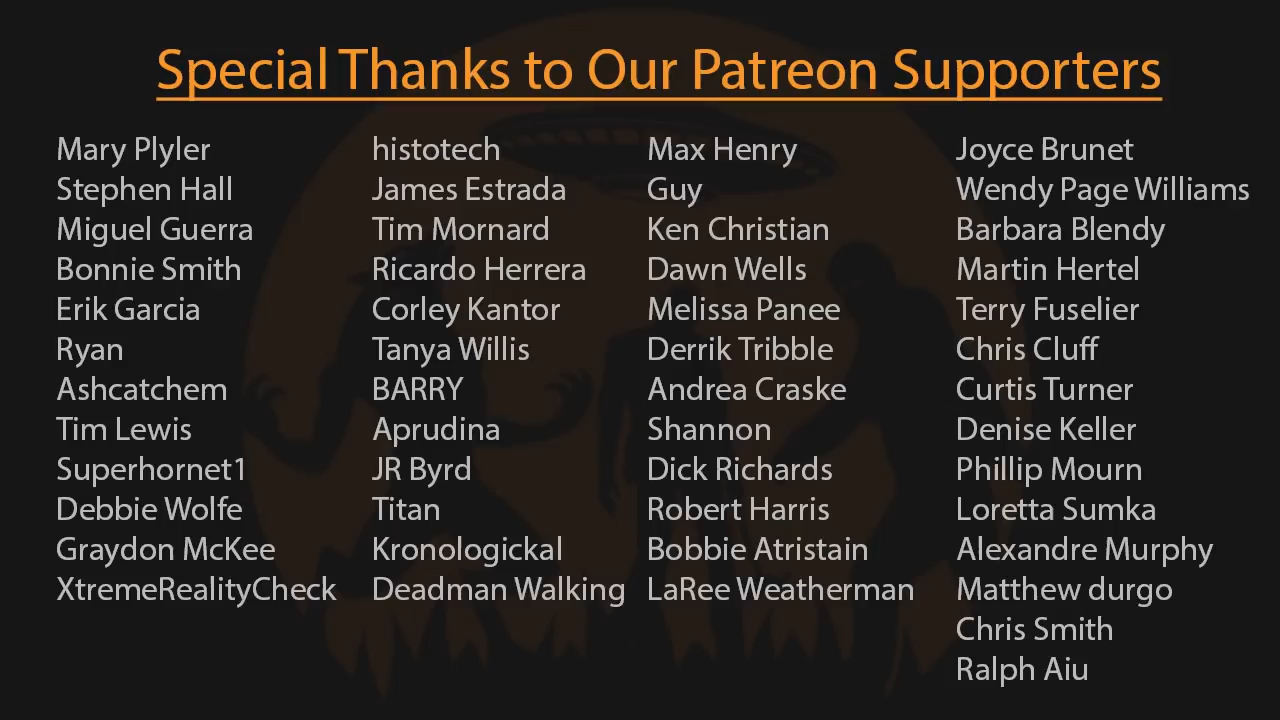 Special Thanks to Our Patreon Supporters
Mary Plyler
Stephen Hall
Miguel Guerra
Bonnie Smith
Erik Garcia
Ryan
Ashcatchem
Tim Lewis
Superhornet1
Debbie Wolfe
Graydon McKee
XtremeRealityCheck
histotech
James Estrada
Tim Mornard
Ricardo Herrera
Corley Kantor
Tanya Willis
BARRY
Aprudina
JR Byrd
Titan
Kronologickal
Deadman Walking
Max Henry
Guy
Ken Christian
Dawn Wells
Melissa Panee
Derrik Tribble
Andrea Craske
Shannon
Dick Richards
Robert Harris
Bobbie Atristain
LaRee Weatherman
Joyce Brunet
Wendy Page Williams
Barbara Blendy
Martin Hertel
Terry Fuselier
Chris Cluff
Curtis Turner
Denise Keller
Phillip Mourn
Loretta Sumka
Alexandre Murphy
Matthew durgo
Chris Smith
Ralph Aiu